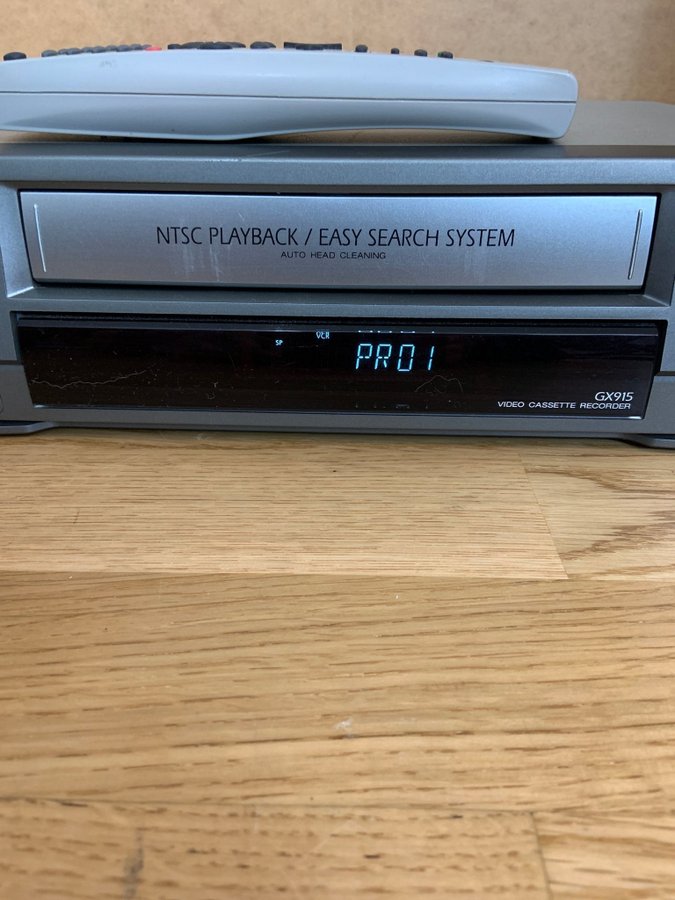 NTSC PLAYBACK / EASY SEARCH SYSTEM
AUTO HEAD CLEANING
VCR
SP
PR01
GX915
VIDEO CASSETTE RECORDER